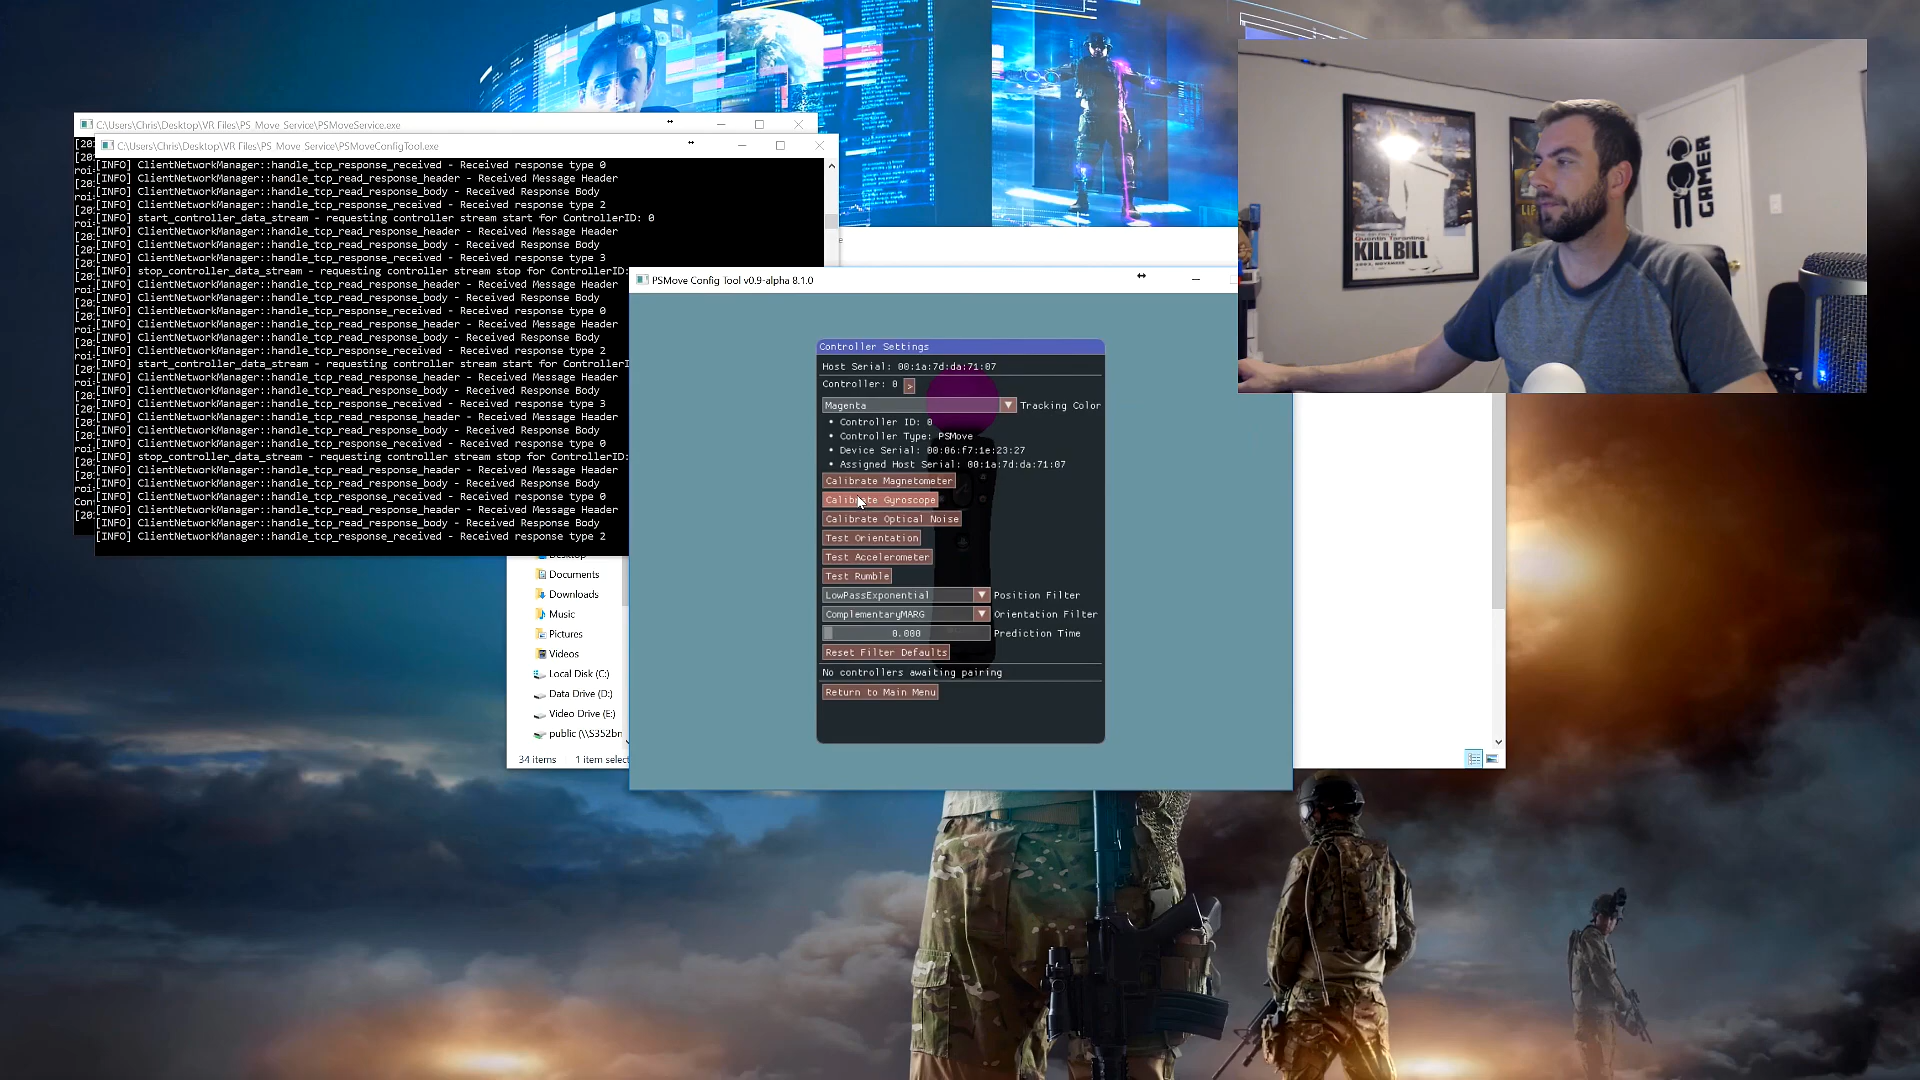 C:\Users\Chris\Desktop\VR Files\PS Move Service\PSMoveService.exe
C:\Users\Chris\Desktop\VR Files\PS Move Service\PSMoveConfigTool.exe
[INFO] ClientNetworkManager::handle_tcp_response_received - Received response type 0
[INFO] ClientNetworkManager::handle_tcp_read_response_header - Received Message Header
[INFO] ClientNetworkManager::handle_tcp_read_response_body - Received Response Body
[INFO] ClientNetworkManager::handle_tcp_response_received - Received response type 2
[INFO] start_controller_data_stream - requesting controller stream start for ControllerID: 0
[INFO] ClientNetworkManager::handle_tcp_read_response_header - Received Message Header
[INFO] ClientNetworkManager::handle_tcp_read_response_body - Received Response Body
[INFO] ClientNetworkManager::handle_tcp_response_received - Received response type 3
[INFO] stop_controller_data_stream - requesting controller stream stop for ControllerID:
[INFO] ClientNetworkManager::handle_tcp_read_response_header - Received Message Header
[INFO] ClientNetworkManager::handle_tcp_read_response_body - Received Response Body
[INFO] ClientNetworkManager::handle_tcp_response_received - Received response type 0
[INFO] ClientNetworkManager::handle_tcp_read_response_header - Received Message Header
[INFO] ClientNetworkManager::handle_tcp_read_response_body - Received Response Body
[INFO] ClientNetworkManager::handle_tcp_response_received - Received response type 2
[INFO] start_controller_data_stream - requesting controller stream start for ControllerI
[INFO] ClientNetworkManager::handle_tcp_read_response_header - Received Message Header
[INFO] ClientNetworkManager::handle_tcp_read_response_body - Received Response Body
[INFO] ClientNetworkManager::handle_tcp_response_received - Received response type 3
[INFO] ClientNetworkManager::handle_tcp_read_response_header - Received Message Header
[INFO] ClientNetworkManager::handle_tcp_read_response_body - Received Response Body
[INFO] ClientNetworkManager::handle_tcp_response_received - Received response type 0
[INFO] stop_controller_data_stream - requesting controller stream stop for ControllerID:
[INFO] ClientNetworkManager::handle_tcp_read_response_header - Received Message Header
[INFO] ClientNetworkManager::handle_tcp_read_response_body - Received Response Body
[INFO] ClientNetworkManager::handle_tcp_response_received - Received response type 0
[INFO] ClientNetworkManager::handle_tcp_read_response_header - Received Message Header
[INFO] ClientNetworkManager::handle_tcp_read_response_body - Received Response Body
[INFO] ClientNetworkManager::handle_tcp_response_received - Received response type 2
PSMove Config Tool v0.9-alpha 8.1.0
Controller Settings
Host Serial: 00:1a:7d:da:71:07
Controller: 0 >
Magenta Tracking Color
• Controller ID: 0
• Controller Type: PSMove
• Device Serial: 00:06:f7:1e:23:27
• Assigned Host Serial: 00:1a:7d:da:71:07
Calibrate Magnetometer
Calibrate Gyroscope
Calibrate Optical Noise
Test Orientation
Test Accelerometer
Test Rumble
LowPassExponential Position Filter
ComplementaryMARG Orientation Filter
0.000 Prediction Time
Reset Filter Defaults
No controllers awaiting pairing
Return to Main Menu
Desktop
Documents
Downloads
Music
Pictures
Videos
Local Disk (C:)
Data Drive (D:)
Video Drive (E:)
public (\\S352bn
34 items 1 item select
Quentin Tarantino
KILL BILL
GAMER